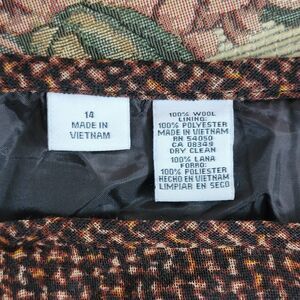 14
MADE IN
VIETNAM
100% WOOL
LINING:
100% POLYESTER
MADE IN VIETNAM
RN 54050
CA 08349
DRY CLEAN
100% LANA
FORRO:
100% POLIESTER
HECHO EN VIETNAM
LIMPIAR EN SECO